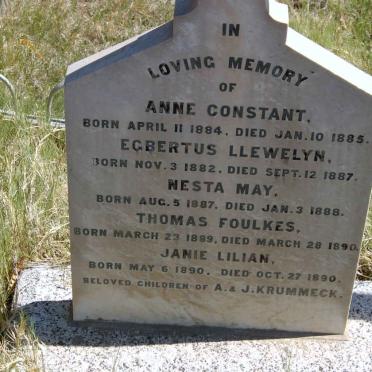 IN
LOVING MEMORY
OF
ANNE CONSTANT,
BORN APRIL 11 1884, DIED JAN. 10 1885.
EGBERTUS LLEWELYN,
BORN NOV. 3 1882, DIED SEPT. 12 1887.
NESTA MAY,
BORN AUG. 5 1887, DIED JAN. 3 1888.
THOMAS FOULKES,
BORN MARCH 23 1889, DIED MARCH 28 1890.
JANIE LILIAN,
BORN MAY 6 1890, DIED OCT. 27 1890.
BELOVED CHILDREN OF A. & J. KRUMMECK.